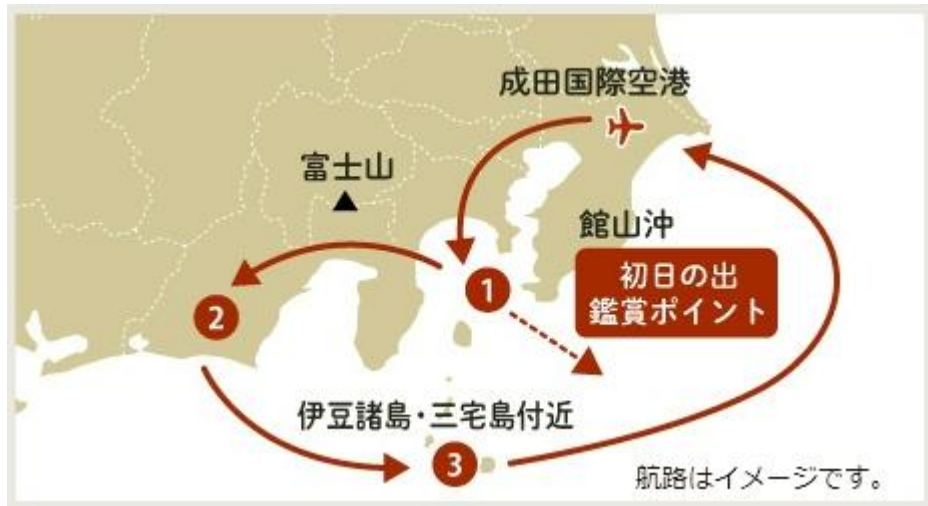 成田国際空港
富士山
館山沖
初日の出
鑑賞ポイント
1
2
伊豆諸島・三宅島付近
3
航路はイメージです。